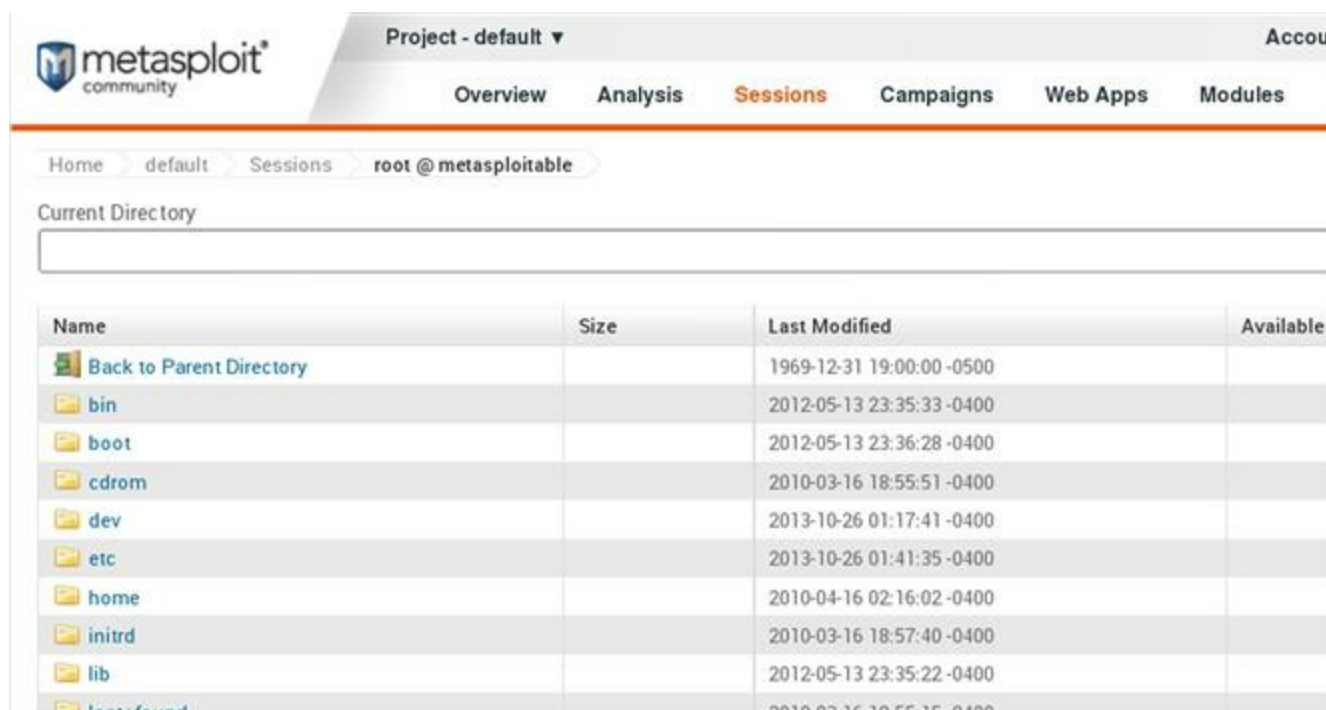 metasploit®
community
Project - default ▼ Accou
Overview Analysis Sessions Campaigns Web Apps Modules
Home default Sessions root @ metasploitable
Current Directory
Name Size Last Modified Available
Back to Parent Directory 1969-12-31 19:00:00 -0500
bin 2012-05-13 23:35:33 -0400
boot 2012-05-13 23:36:28 -0400
cdrom 2010-03-16 18:55:51 -0400
dev 2013-10-26 01:17:41 -0400
etc 2013-10-26 01:41:35 -0400
home 2010-04-16 02:16:02 -0400
initrd 2010-03-16 18:57:40 -0400
lib 2012-05-13 23:35:22 -0400